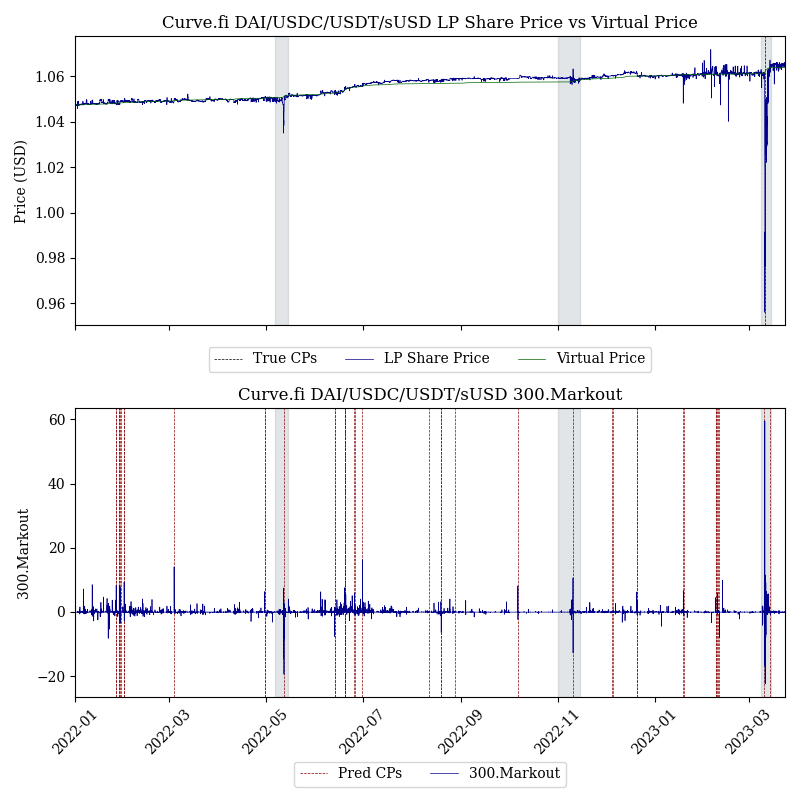 Curve.fi DAI/USDC/USDT/sUSD LP Share Price vs Virtual Price
1.06
1.04
1.02
1.00
0.98
0.96
Price (USD)
True CPs LP Share Price Virtual Price
Curve.fi DAI/USDC/USDT/sUSD 300.Markout
60
40
20
0
−20
300.Markout
2022-01 2022-03 2022-05 2022-07 2022-09 2022-11 2023-01 2023-03
Pred CPs 300.Markout